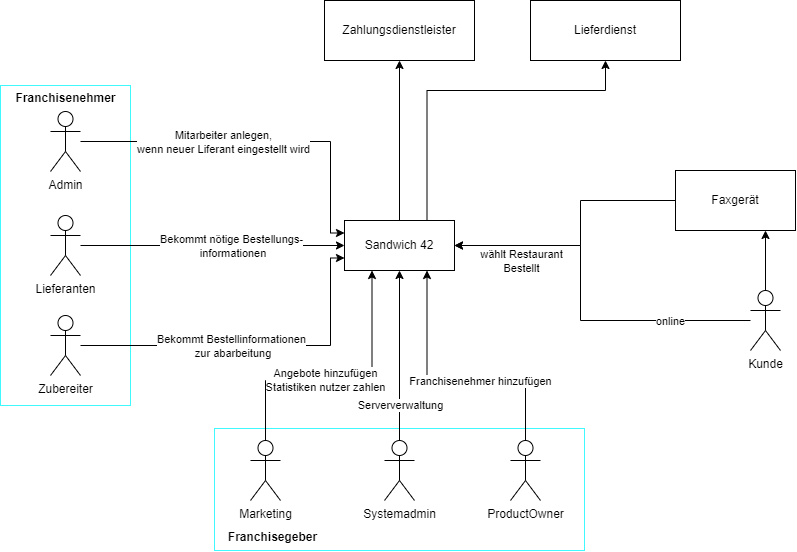 Zahlungsdienstleister
Lieferdienst
Franchisenehmer
Mitarbeiter anlegen,
wenn neuer Liferant eingestellt wird
Admin
Faxgerät
Sandwich 42
Bekommt nötige Bestellungs-
informationen
wählt Restaurant
Bestellt
Lieferanten
online
Bekommt Bestellinformationen
zur abarbeitung
Kunde
Zubereiter
Angebote hinzufügen
Statistiken nutzer zahlen
Franchisenehmer hinzufügen
Serververwaltung
Marketing
Systemadmin
ProductOwner
Franchisegeber